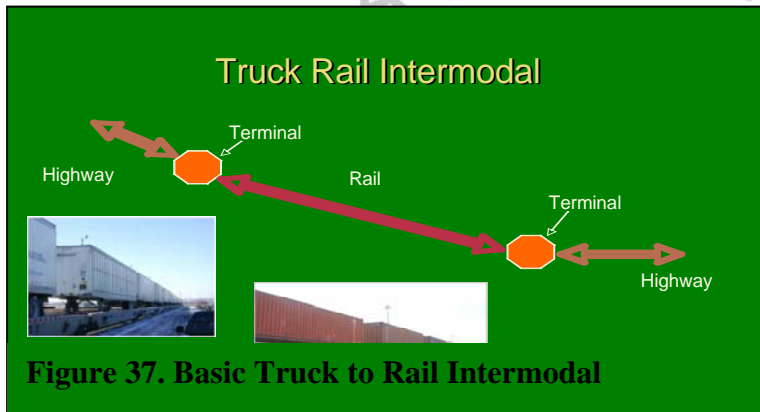 Truck Rail Intermodal
Terminal
Highway
Rail
Terminal
Highway
Figure 37. Basic Truck to Rail Intermodal